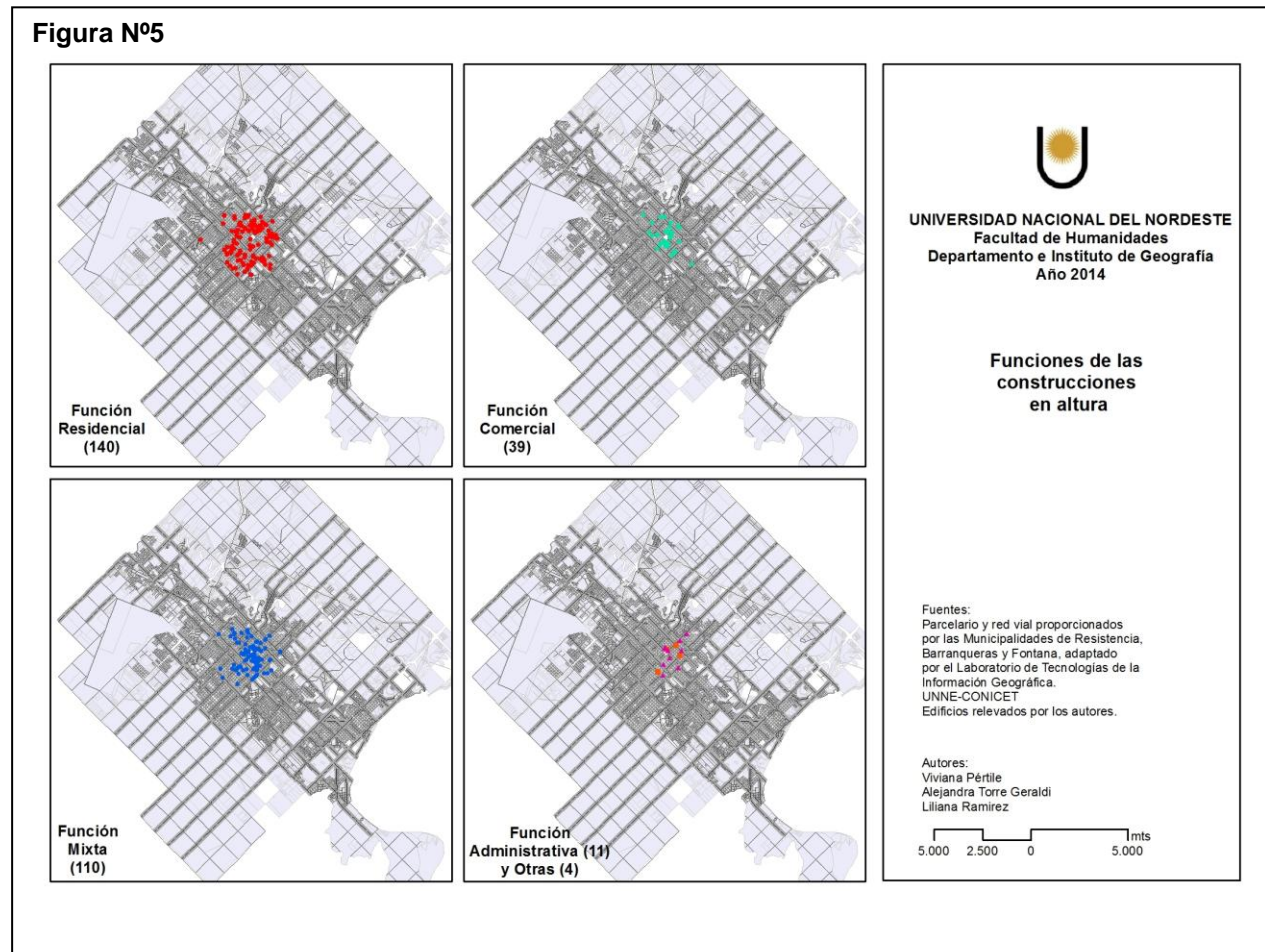 Figura Nº5
Función
Residencial
(140)
Función
Comercial
(39)
Función
Mixta
(110)
Función
Administrativa (11)
y Otras (4)
UNIVERSIDAD NACIONAL DEL NORDESTE
Facultad de Humanidades
Departamento e Instituto de Geografía
Año 2014
Funciones de las
construcciones
en altura
Fuentes:
Parcelario y red vial proporcionados
por las Municipalidades de Resistencia,
Barranqueras y Fontana, adaptado
por el Laboratorio de Tecnologías de la
Información Geográfica.
UNNE-CONICET
Edificios relevados por los autores.
Autores:
Viviana Pértile
Alejandra Torre Geraldi
Liliana Ramirez
mts
5.000 2.500 0 5.000